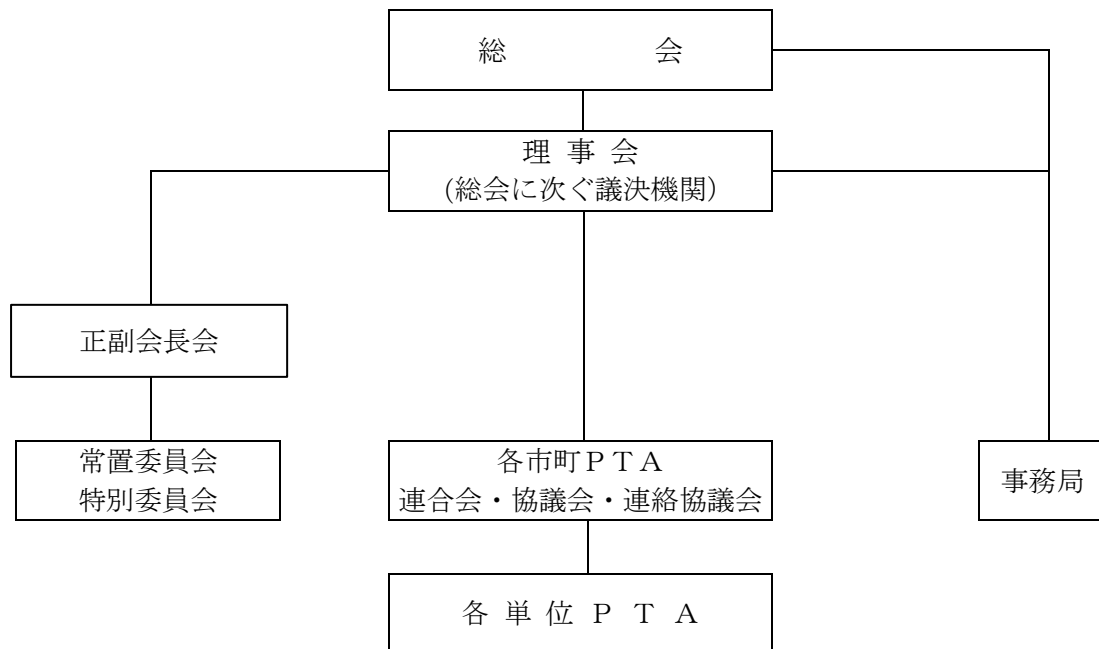 総　会
理 事 会
(総会に次ぐ議決機関)
正副会長会
常置委員会
特別委員会
各市町ＰＴＡ
連合会・協議会・連絡協議会
事務局
各 単 位 Ｐ Ｔ Ａ